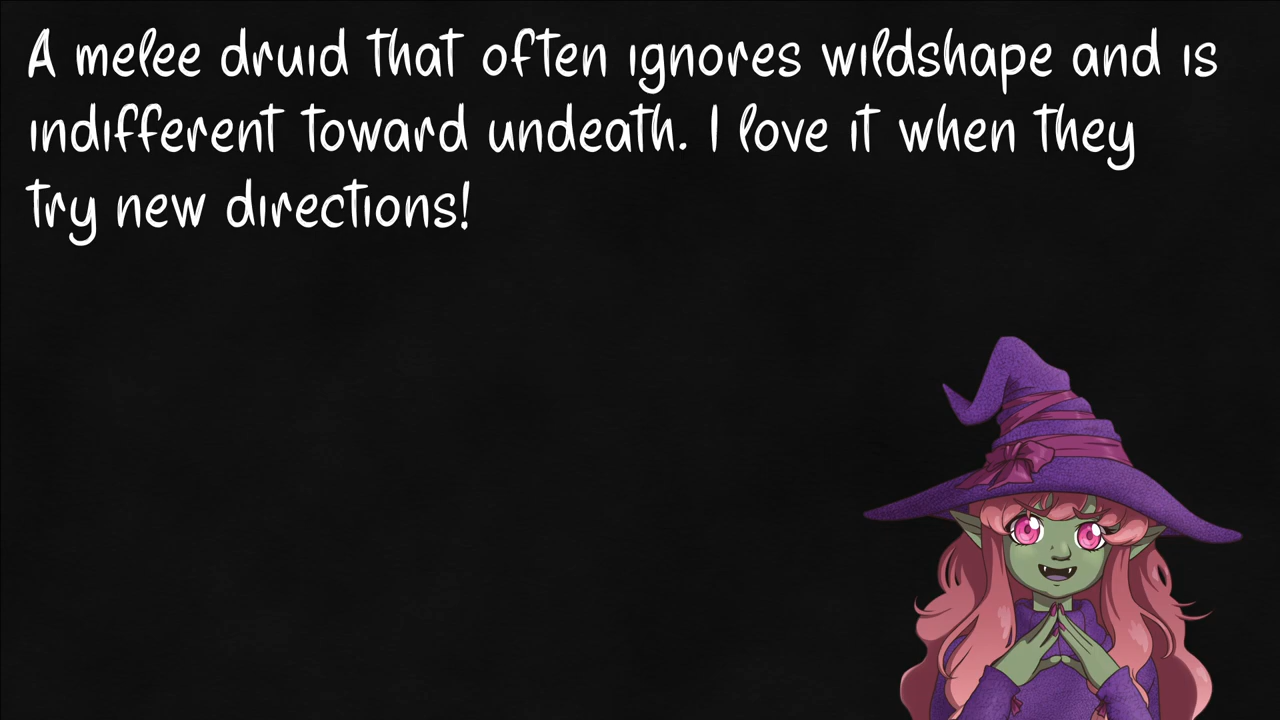 A melee druid that often ignores wildshape and is
indifferent toward undeath. I love it when they
try new directions!